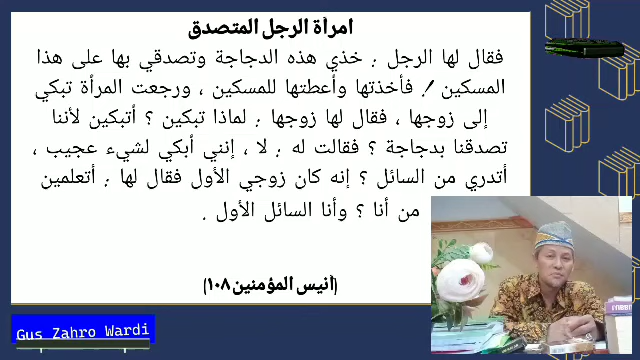 امرأة الرجل المتصدق
فقال لها الرجل : خذي هذه الدجاجة وتصدقي بها على هذا
المسكين ! فأخذتها وأعطتها للمسكين ، ورجعت المرأة تبكي
إلى زوجها ، فقال لها زوجها : لماذا تبكين ؟ أتبكين لأننا
تصدقنا بدجاجة ؟ فقالت له : لا ، إنني أبكي لشيء عجيب ،
أتدري من السائل ؟ إنه كان زوجي الأول فقال لها : أتعلمين
من أنا ؟ وأنا السائل الأول .
(أنيس المؤمنين ١٠٨)
Gus Zahro Wardi